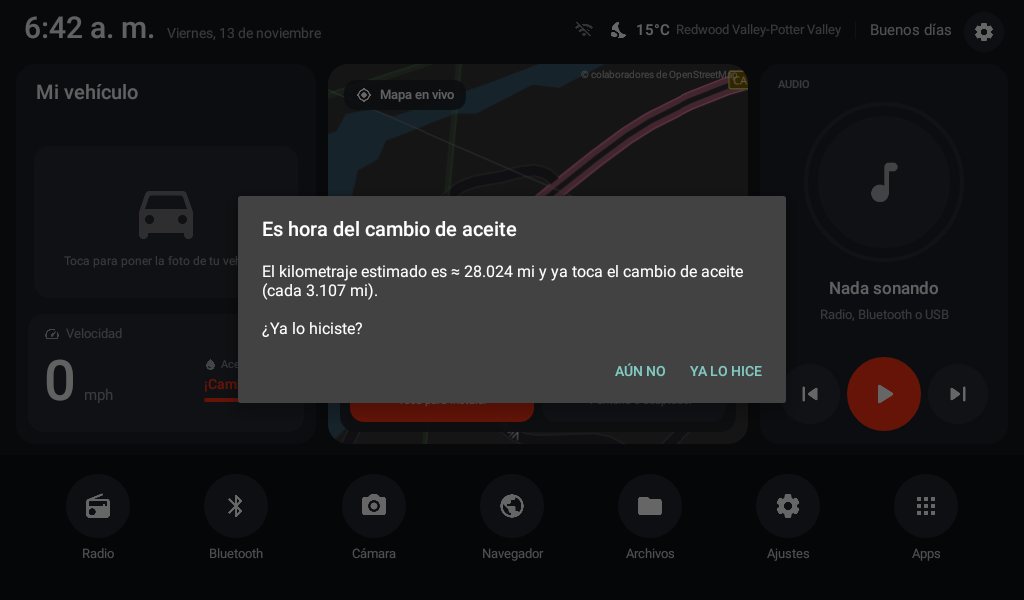 6:42 a. m.
Viernes, 13 de noviembre
15°C Redwood Valley-Potter Valley
Buenos días
Mi vehículo
© colaboradores de OpenStreetMap
CA
Mapa en vivo
AUDIO
Toca para poner la foto de tu
Es hora del cambio de aceite
El kilometraje estimado es ≈ 28.024 mi y ya toca el cambio de aceite
(cada 3.107 mi).
¿Ya lo hiciste?
AÚN NO
YA LO HICE
Nada sonando
Radio, Bluetooth o USB
Velocidad
0 mph
Radio
Bluetooth
Cámara
Navegador
Archivos
Ajustes
Apps